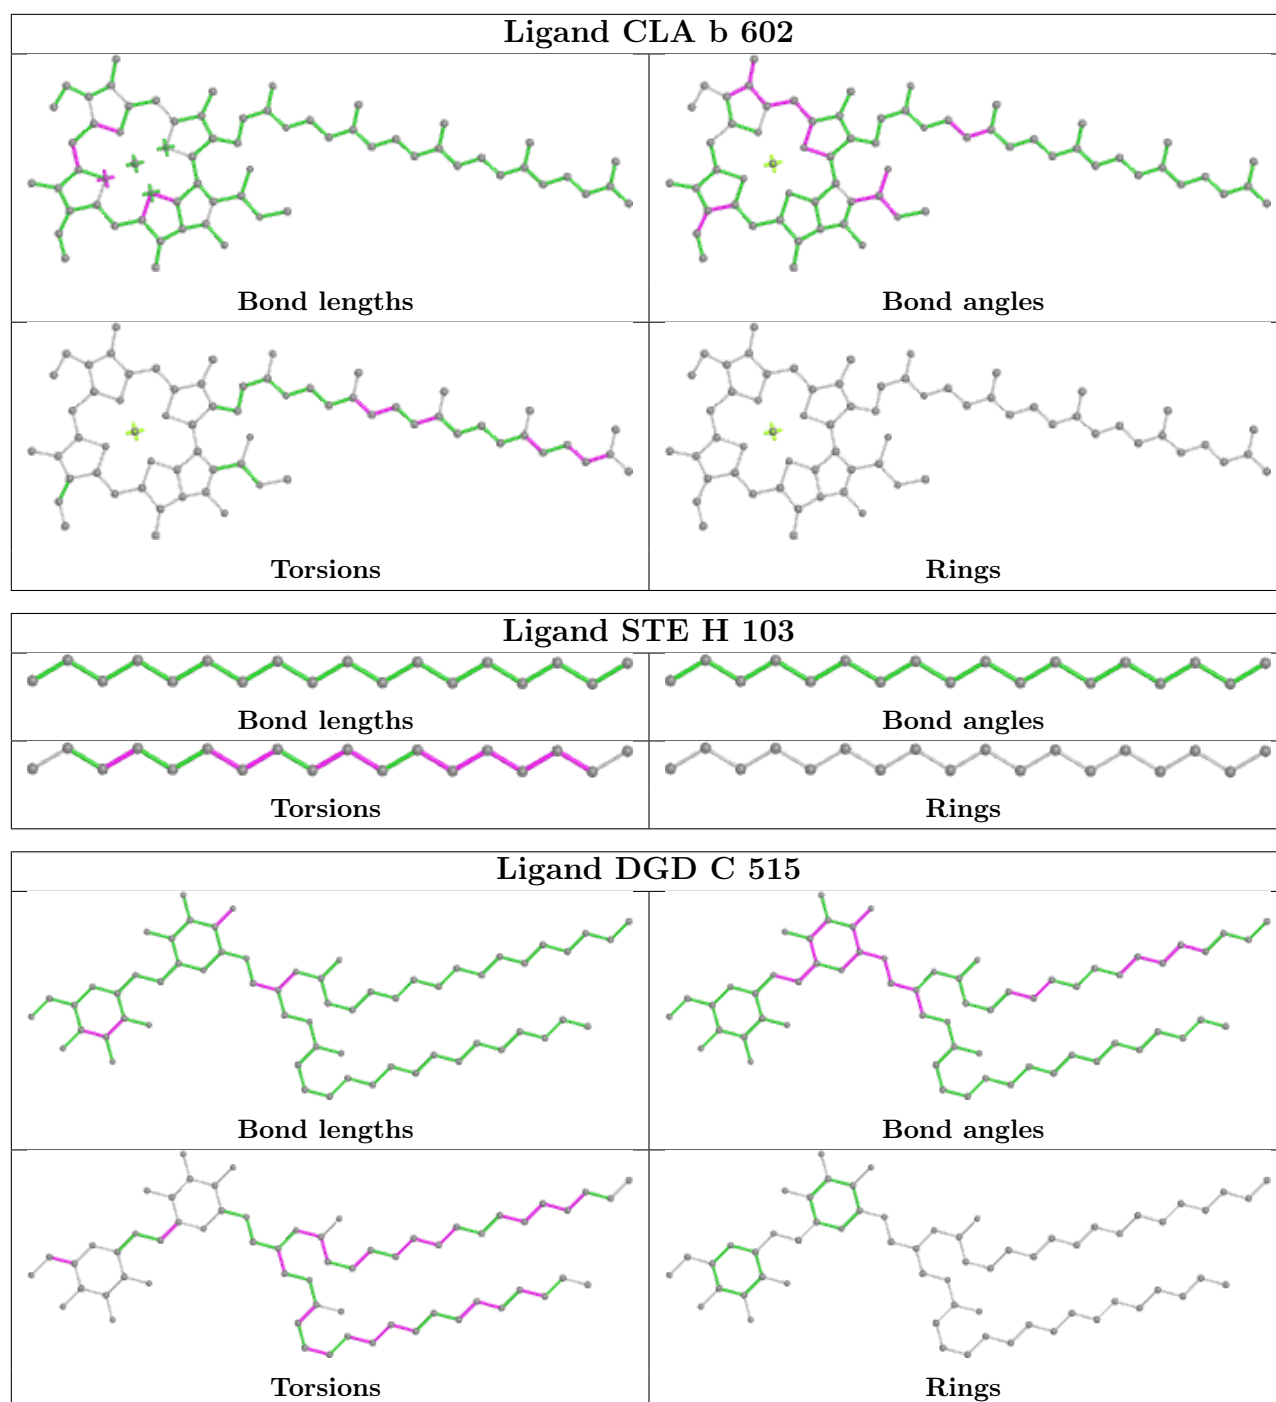 Ligand CLA b 602
Bond lengths
Bond angles
Torsions
Rings
Ligand STE H 103
Bond lengths
Bond angles
Torsions
Rings
Ligand DGD C 515
Bond lengths
Bond angles
Torsions
Rings